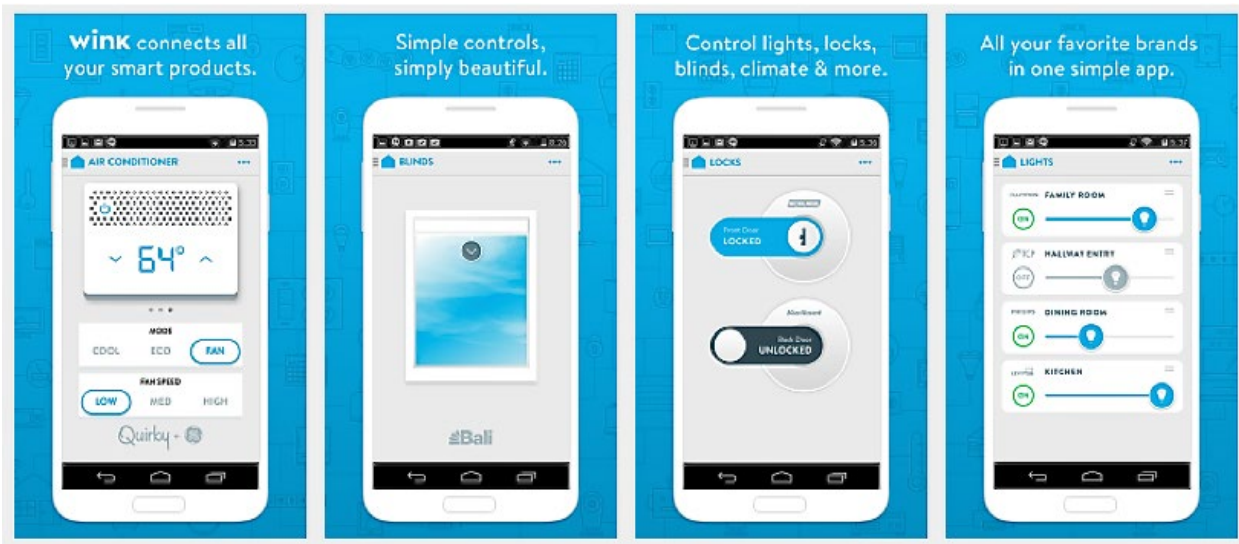 wink connects all
your smart products.
AIR CONDITIONER
64°
MODE
COOL ECO FAN
FAN SPEED
LOW MED HIGH
Quirky +
Simple controls,
simply beautiful.
BLINDS
Bali
Control lights, locks,
blinds, climate & more.
LOCKS
Front Door
LOCKED
Back Door
UNLOCKED
All your favorite brands
in one simple app.
LIGHTS
FAMILY ROOM
ON
TCP HALLWAY ENTRY
OFF
PHILIPS DINING ROOM
ON
KITCHEN
ON